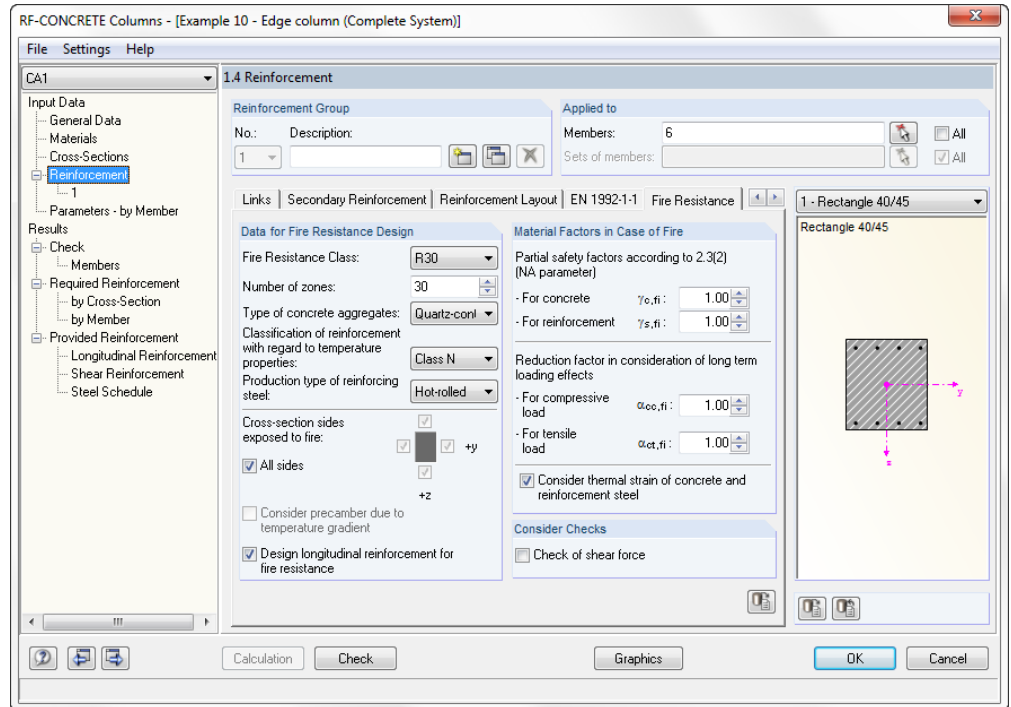 RF-CONCRETE Columns - [Example 10 - Edge column (Complete System)]
File Settings Help
CA1
1.4 Reinforcement
Input Data
General Data
Materials
Cross-Sections
Reinforcement
1
Parameters - by Member
Results
Check
Members
Required Reinforcement
by Cross-Section
by Member
Provided Reinforcement
Longitudinal Reinforcement
Shear Reinforcement
Steel Schedule
Reinforcement Group
No.: Description:
1
Applied to
Members: 6 All
Sets of members: All
Links Secondary Reinforcement Reinforcement Layout EN 1992-1-1 Fire Resistance
Data for Fire Resistance Design
Fire Resistance Class: R30
Number of zones: 30
Type of concrete aggregates: Quartz-conl
Classification of reinforcement
with regard to temperature
properties: Class N
Production type of reinforcing
steel: Hot-rolled
Cross-section sides
exposed to fire:
+y
All sides
+z
Consider precamber due to
temperature gradient
Design longitudinal reinforcement for
fire resistance
Material Factors in Case of Fire
Partial safety factors according to 2.3(2)
(NA parameter)
- For concrete γc,fi : 1.00
- For reinforcement γs,fi : 1.00
Reduction factor in consideration of long term
loading effects
- For compressive
load αcc,fi : 1.00
- For tensile
load αct,fi : 1.00
Consider thermal strain of concrete and
reinforcement steel
Consider Checks
Check of shear force
1 - Rectangle 40/45
Rectangle 40/45
y
z
Calculation Check Graphics OK Cancel